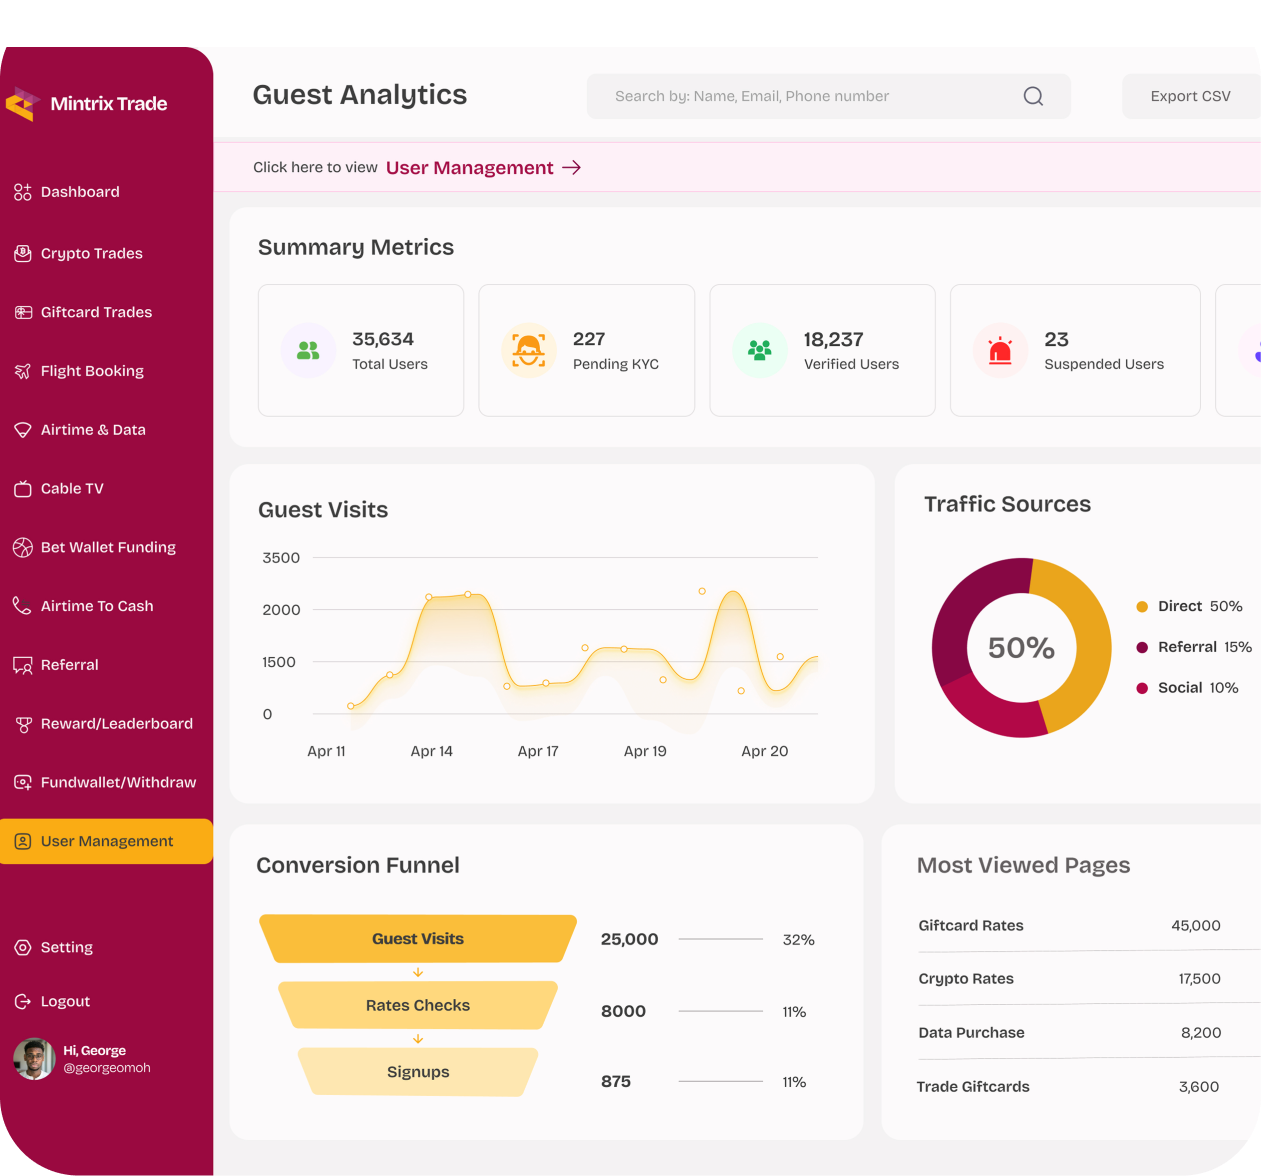 Mintrix Trade
Dashboard
Crypto Trades
Giftcard Trades
Flight Booking
Airtime & Data
Cable TV
Bet Wallet Funding
Airtime To Cash
Referral
Reward/Leaderboard
Fundwallet/Withdraw
User Management
Setting
Logout
Hi, George
@georgeomoh
Guest Analytics
Search by: Name, Email, Phone number
Export CSV
Click here to view User Management
Summary Metrics
35,634
Total Users
227
Pending KYC
18,237
Verified Users
23
Suspended Users
Guest Visits
3500
2000
1500
0
Apr 11 Apr 14 Apr 17 Apr 19 Apr 20
Traffic Sources
50%
Direct 50%
Referral 15%
Social 10%
Conversion Funnel
Guest Visits 25,000 32%
Rates Checks 8000 11%
Signups 875 11%
Most Viewed Pages
Giftcard Rates 45,000
Crypto Rates 17,500
Data Purchase 8,200
Trade Giftcards 3,600